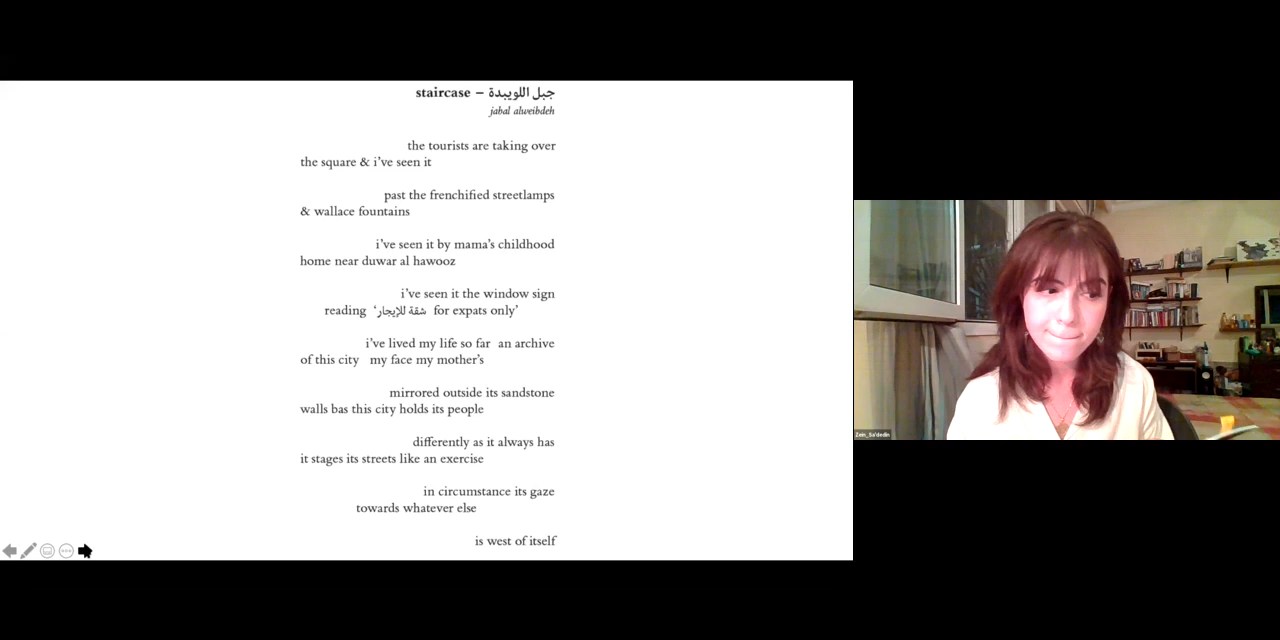 staircase – جبل اللويبدة
jabal alweibdeh
the tourists are taking over
the square & i've seen it
past the frenchified streetlamps
& wallace fountains
i've seen it by mama's childhood
home near duwar al hawooz
i've seen it the window sign
reading ‘شقة للإيجار for expats only’
i've lived my life so far an archive
of this city my face my mother's
mirrored outside its sandstone
walls bas this city holds its people
differently as it always has
it stages its streets like an exercise
in circumstance its gaze
towards whatever else
is west of itself
Zein_Sa'dedin